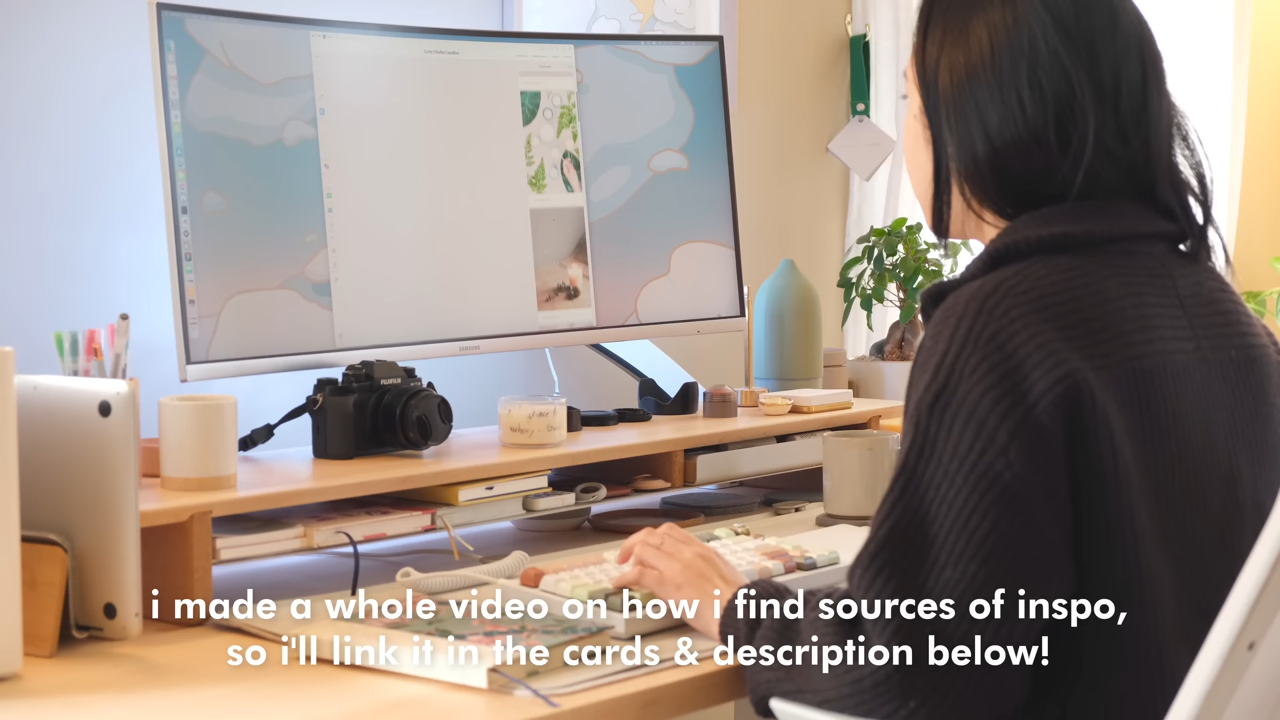 SAMSUNG
FUJIFILM
i made a whole video on how i find sources of inspo,
so i'll link it in the cards & description below!